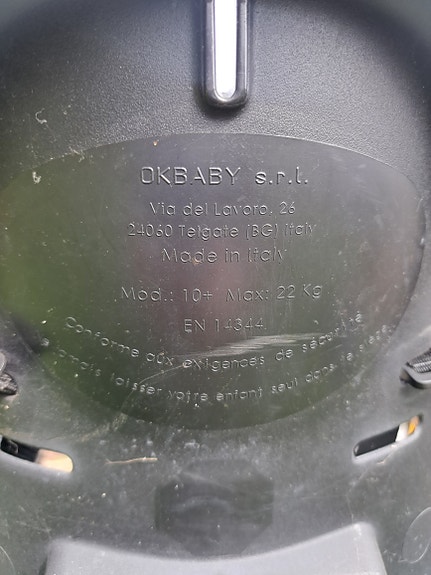 OKBABY s.r.l.
Via del Lavoro, 26
24060 Telgate (BG) Italy
Made in Italy
Mod.: 10+ Max: 22 Kg
EN 14344
Conforme aux exigences de sécurité
jamais laisser votre enfant seul dans le siège